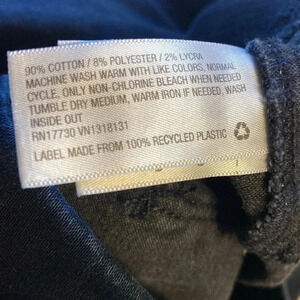 90% COTTON / 8% POLYESTER / 2% LYCRA
MACHINE WASH WARM WITH LIKE COLORS, NORMAL
CYCLE, ONLY NON-CHLORINE BLEACH WHEN NEEDED
TUMBLE DRY MEDIUM, WARM IRON IF NEEDED, WASH
INSIDE OUT
RN17730 VN1318131
LABEL MADE FROM 100% RECYCLED PLASTIC